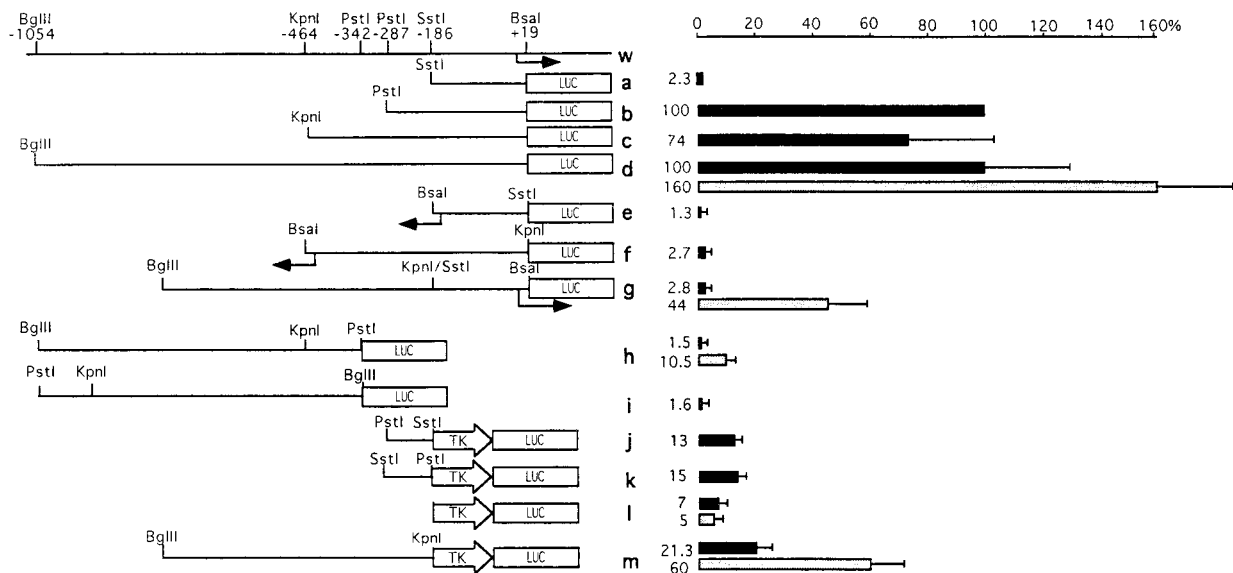 BglII KpnI PstI PstI SstI BsaI
-1054 -464 -342 -287 -186 +19
0 20 40 60 80 100 120 140 160%
w
SstI LUC a 2.3
PstI LUC b 100
KpnI LUC c 74
BglII LUC d 100
160
BsaI SstI LUC e 1.3
BsaI KpnI LUC f 2.7
BglII KpnI/SstI BsaI LUC g 2.8
44
BglII KpnI PstI LUC h 1.5
10.5
PstI KpnI BglII LUC i 1.6
PstI SstI TK LUC j 13
SstI PstI TK LUC k 15
TK LUC l 7
5
BglII KpnI TK LUC m 21.3
60